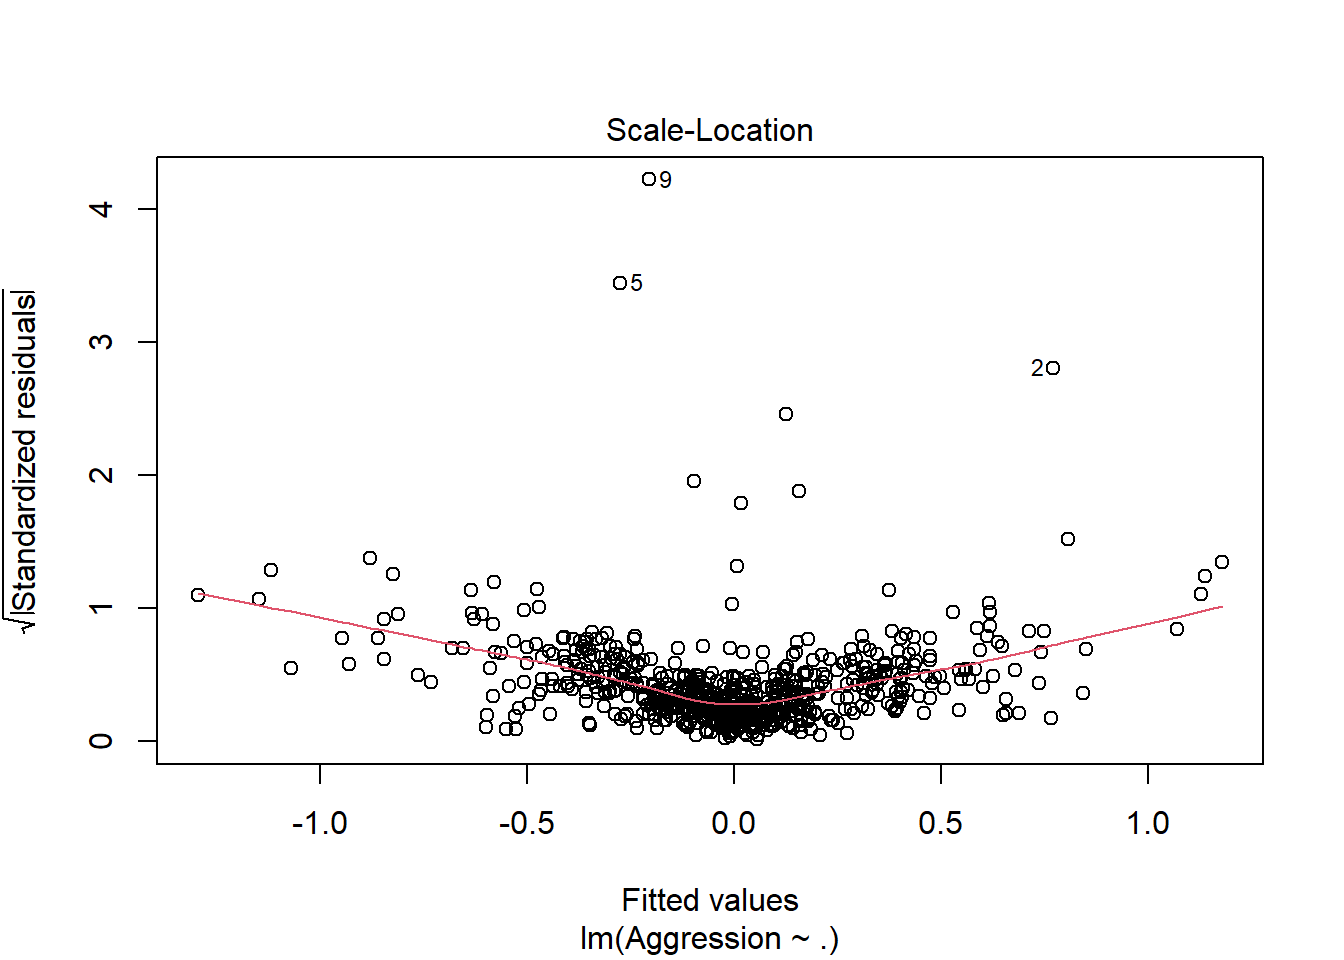 Scale-Location
√|Standardized residuals|
4
3
2
1
0
9
5
2
-1.0 -0.5 0.0 0.5 1.0
Fitted values
lm(Aggression ~ .)